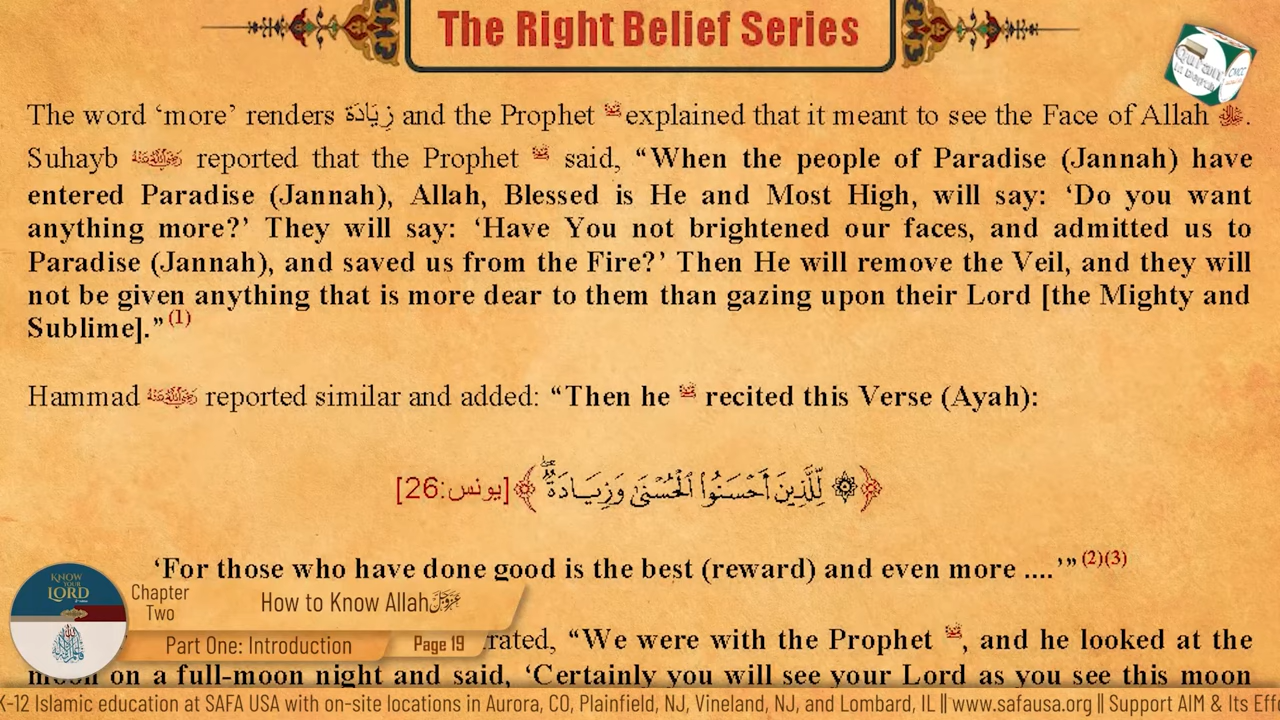 The Right Belief Series
The word ‘more’ renders زِيَادَة and the Prophet ﷺ explained that it meant to see the Face of Allah ﷻ.
Suhayb رَضِيَ اللَّهُ عَنْهُ reported that the Prophet ﷺ said, “When the people of Paradise (Jannah) have
entered Paradise (Jannah), Allah, Blessed is He and Most High, will say: ‘Do you want
anything more?’ They will say: ‘Have You not brightened our faces, and admitted us to
Paradise (Jannah), and saved us from the Fire?’ Then He will remove the Veil, and they will
not be given anything that is more dear to them than gazing upon their Lord [the Mighty and
Sublime].” (1)
Hammad رَضِيَ اللَّهُ عَنْهُ reported similar and added: “Then he ﷺ recited this Verse (Ayah):
﴿۞ لِّلَّذِينَ أَحْسَنُوا۟ ٱلْحُسْنَىٰ وَزِيَادَةٌۖ﴾ [يونس:26]
‘For those who have done good is the best (reward) and even more ....’” (2)(3)
KNOW
YOUR
LORD
Chapter
Two
How to Know Allah عَزَّوَجَلَّ
Part One: Introduction
Page 19
rated, “We were with the Prophet ﷺ, and he looked at the
moon on a full-moon night and said, ‘Certainly you will see your Lord as you see this moon
K-12 Islamic education at SAFA USA with on-site locations in Aurora, CO, Plainfield, NJ, Vineland, NJ, and Lombard, IL || www.safausa.org || Support AIM & Its Eff